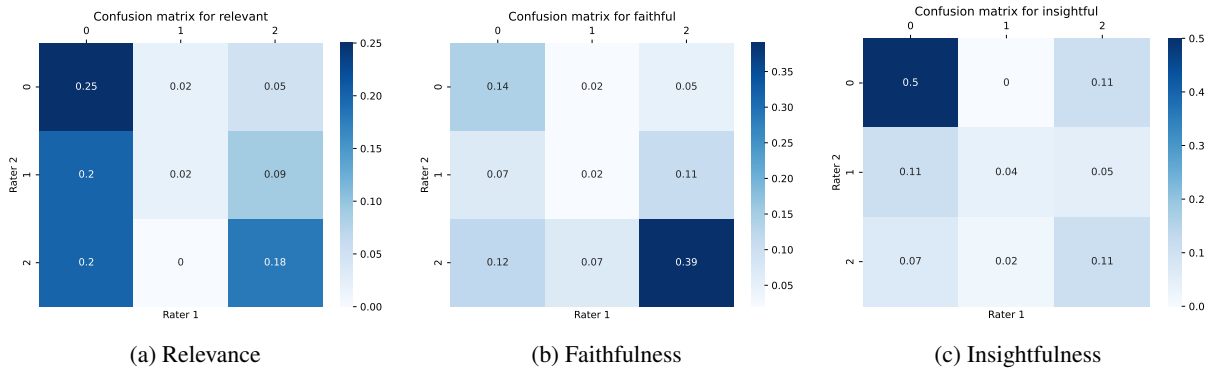 Confusion matrix for relevant
0 1 2
0 0.25 0.02 0.05
1 0.2 0.02 0.09
2 0.2 0 0.18
Rater 2
Rater 1
0.25
0.20
0.15
0.10
0.05
0.00
(a) Relevance
Confusion matrix for faithful
0 1 2
0 0.14 0.02 0.05
1 0.07 0.02 0.11
2 0.12 0.07 0.39
Rater 2
Rater 1
0.35
0.30
0.25
0.20
0.15
0.10
0.05
(b) Faithfulness
Confusion matrix for insightful
0 1 2
0 0.5 0 0.11
1 0.11 0.04 0.05
2 0.07 0.02 0.11
Rater 2
Rater 1
0.5
0.4
0.3
0.2
0.1
0.0
(c) Insightfulness